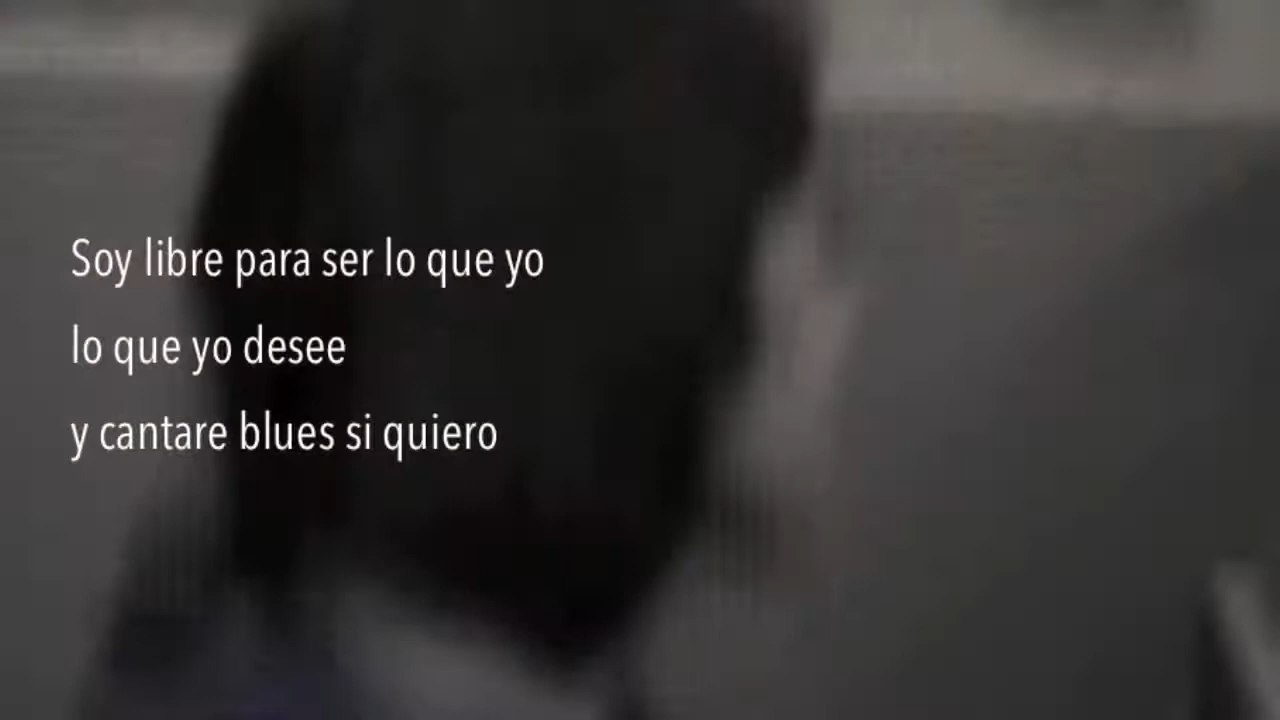 Soy libre para ser lo que yo
lo que yo desee
y cantare blues si quiero